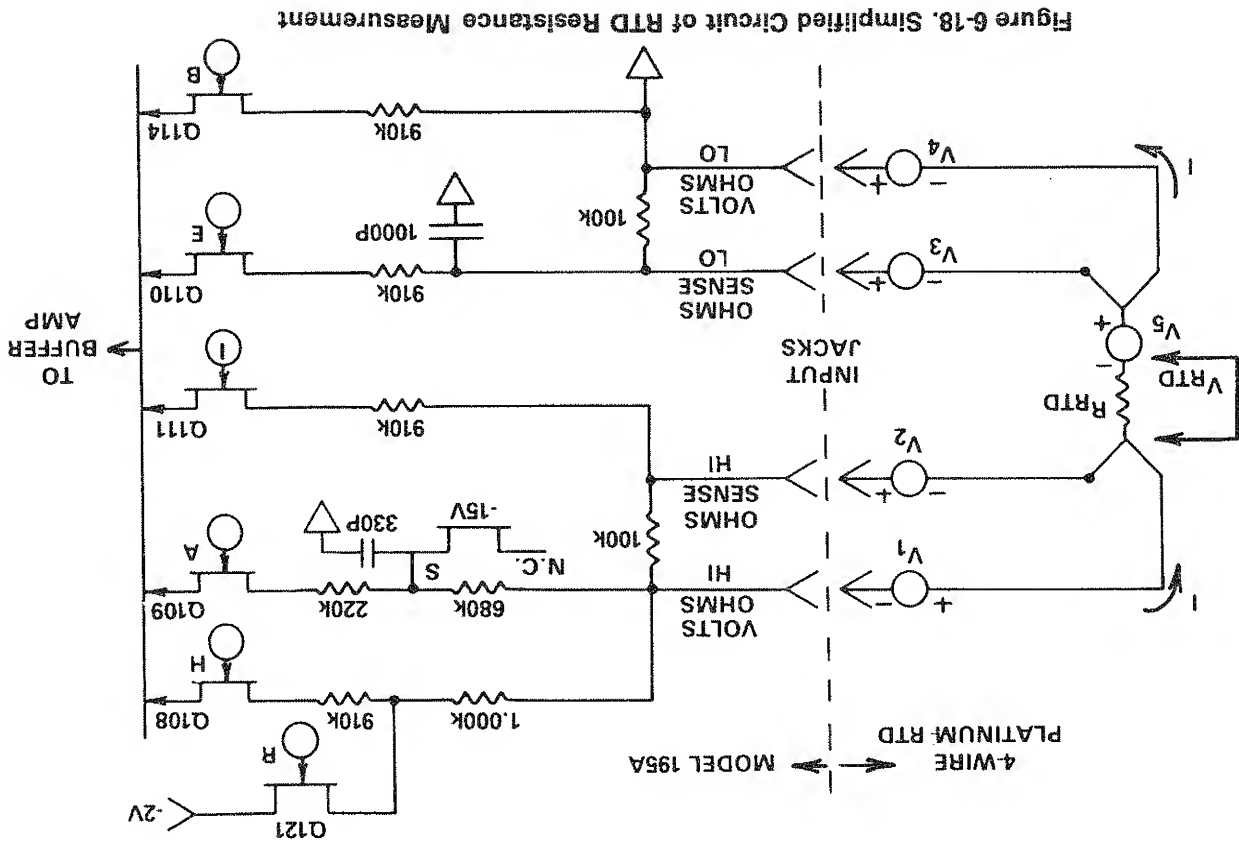 Q121
-2V
R
4-WIRE
PLATINUM RTD
MODEL 195A
1.000k
910k
Q108
H
I
V1
+
-
VOLTS
OHMS
HI
680k
220k
Q109
S
A
N.C.
-15V
330P
100k
V2
-
+
OHMS
SENSE
HI
910k
Q111
I
RRTD
VRTD
V5
-
+
INPUT
JACKS
TO
BUFFER
AMP
V3
-
+
OHMS
SENSE
LO
910k
Q110
E
1000P
100k
I
V4
-
+
VOLTS
OHMS
LO
910k
Q114
B
Figure 6-18. Simplified Circuit of RTD Resistance Measurement